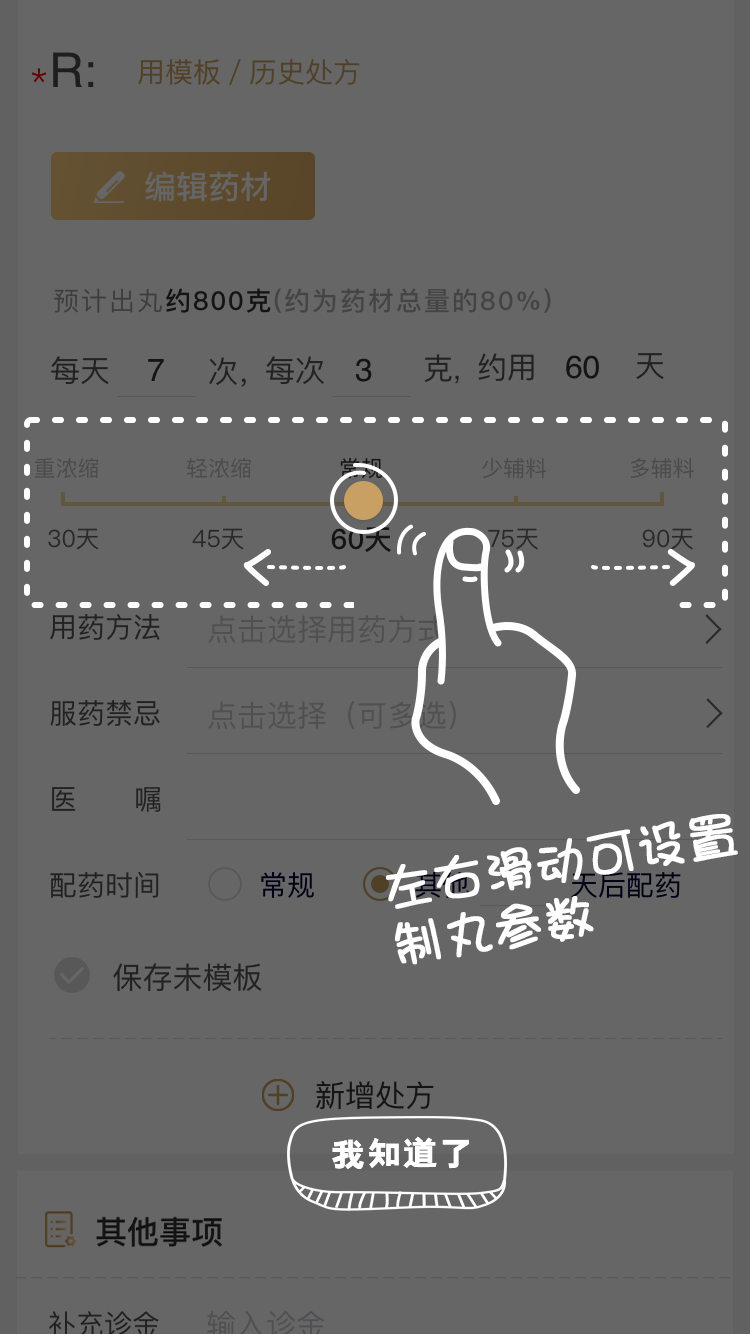 *R: 用模板 / 历史处方
编辑药材
预计出丸约800克(约为药材总量的80%)
每天 7 次, 每次 3 克, 约用 60 天
重浓缩 轻浓缩 常规 少辅料 多辅料
30天 45天 60天 75天 90天
用药方法 点击选择用药方式
服药禁忌 点击选择（可多选）
医 嘱
配药时间 常规 其他 天后配药
左右滑动可设置
制丸参数
保存未模板
新增处方
我知道了
其他事项
补充诊金 输入诊金